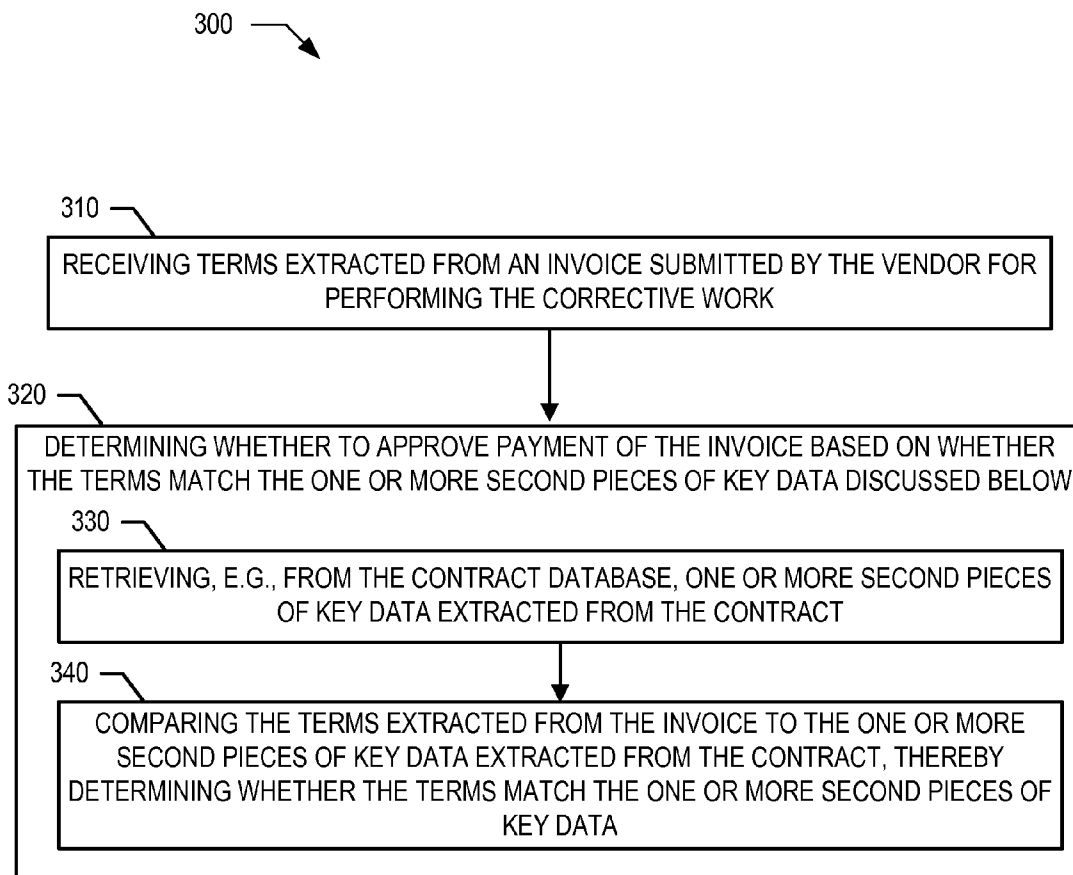 300
310
RECEIVING TERMS EXTRACTED FROM AN INVOICE SUBMITTED BY THE VENDOR FOR
PERFORMING THE CORRECTIVE WORK
320
DETERMINING WHETHER TO APPROVE PAYMENT OF THE INVOICE BASED ON WHETHER
THE TERMS MATCH THE ONE OR MORE SECOND PIECES OF KEY DATA DISCUSSED BELOW
330
RETRIEVING, E.G., FROM THE CONTRACT DATABASE, ONE OR MORE SECOND PIECES
OF KEY DATA EXTRACTED FROM THE CONTRACT
340
COMPARING THE TERMS EXTRACTED FROM THE INVOICE TO THE ONE OR MORE
SECOND PIECES OF KEY DATA EXTRACTED FROM THE CONTRACT, THEREBY
DETERMINING WHETHER THE TERMS MATCH THE ONE OR MORE SECOND PIECES OF
KEY DATA